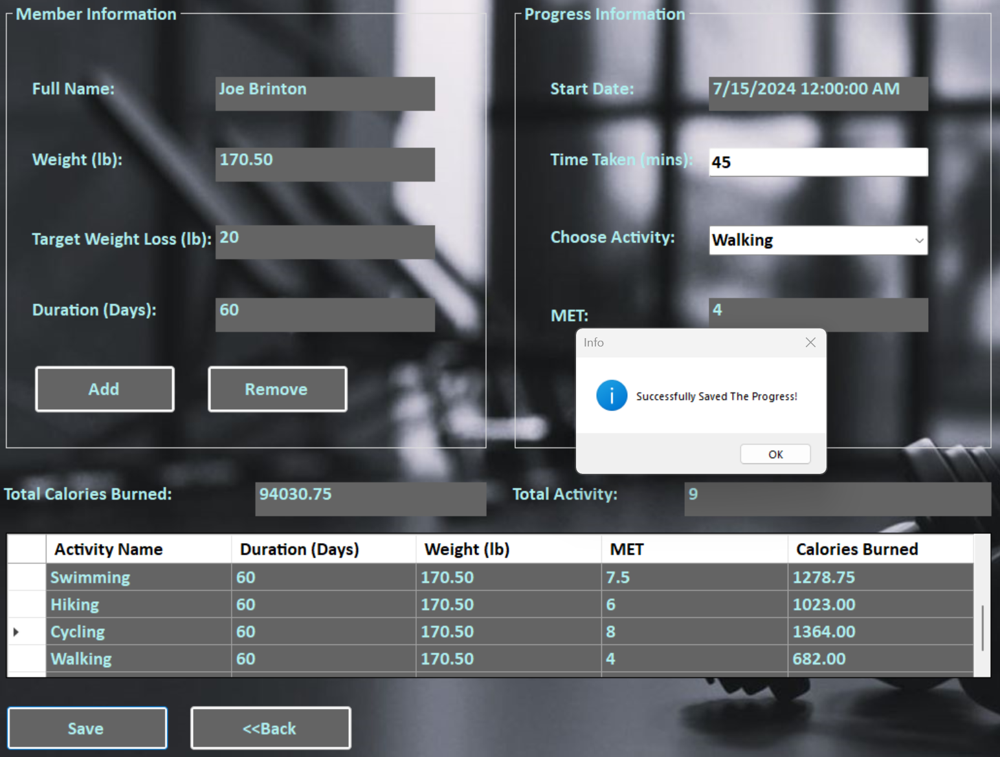 Member Information
Full Name: Joe Brinton
Weight (lb): 170.50
Target Weight Loss (lb): 20
Duration (Days): 60
Add Remove
Progress Information
Start Date: 7/15/2024 12:00:00 AM
Time Taken (mins): 45
Choose Activity: Walking
MET: 4
Info
Successfully Saved The Progress!
OK
Total Calories Burned: 94030.75
Total Activity: 9
Activity Name Duration (Days) Weight (lb) MET Calories Burned
Swimming 60 170.50 7.5 1278.75
Hiking 60 170.50 6 1023.00
Cycling 60 170.50 8 1364.00
Walking 60 170.50 4 682.00
Save <<Back